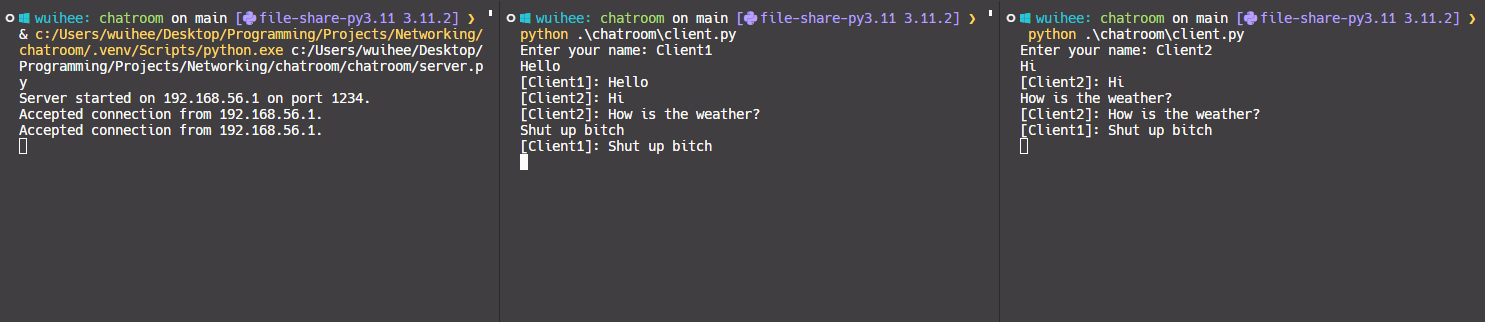 wuihee: chatroom on main [file-share-py3.11 3.11.2] ❯
& c:/Users/wuihee/Desktop/Programming/Projects/Networking/
chatroom/.venv/Scripts/python.exe c:/Users/wuihee/Desktop/
Programming/Projects/Networking/chatroom/chatroom/server.p
y
Server started on 192.168.56.1 on port 1234.
Accepted connection from 192.168.56.1.
Accepted connection from 192.168.56.1.
wuihee: chatroom on main [file-share-py3.11 3.11.2] ❯
python .\chatroom\client.py
Enter your name: Client1
Hello
[Client1]: Hello
[Client2]: Hi
[Client2]: How is the weather?
Shut up bitch
[Client1]: Shut up bitch
wuihee: chatroom on main [file-share-py3.11 3.11.2] ❯
python .\chatroom\client.py
Enter your name: Client2
Hi
[Client2]: Hi
How is the weather?
[Client2]: How is the weather?
[Client1]: Shut up bitch